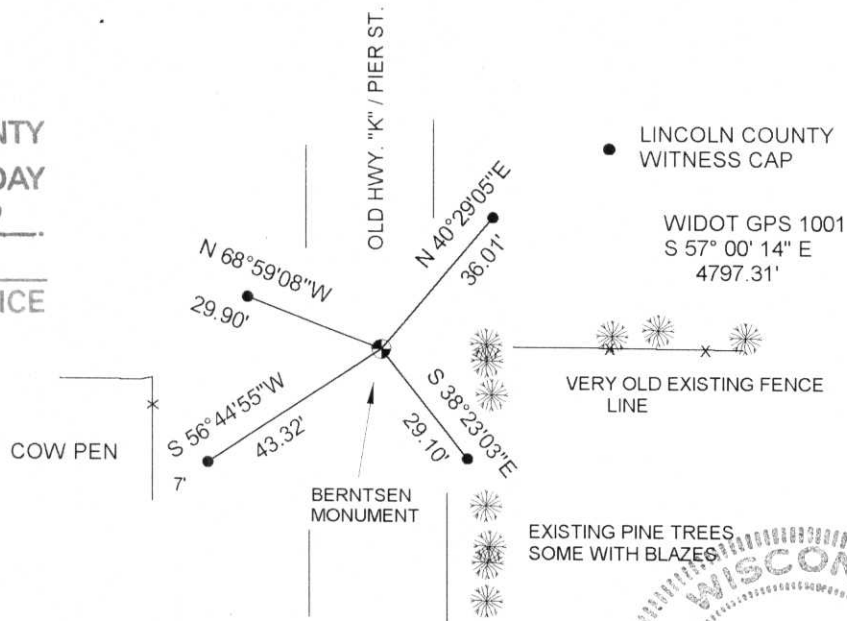 OLD HWY. "K" / PIER ST.
NTY
DAY
ICE
LINCOLN COUNTY
WITNESS CAP
WIDOT GPS 1001
S 57° 00' 14" E
4797.31'
N 40°29'05"E
36.01'
N 68°59'08"W
29.90'
S 56°44'55"W
43.32'
S 38°23'03"E
29.10'
VERY OLD EXISTING FENCE
LINE
COW PEN
7'
BERNTSEN
MONUMENT
EXISTING PINE TREES
SOME WITH BLAZES
WISCON